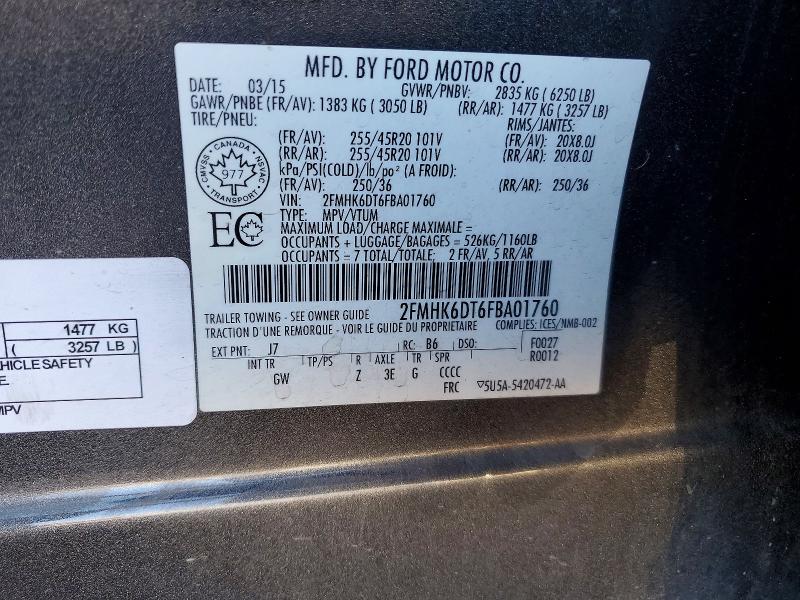 MFD. BY FORD MOTOR CO.
DATE: 03/15 GVWR/PNBV: 2835 KG ( 6250 LB)
GAWR/PNBE (FR/AV): 1383 KG ( 3050 LB) (RR/AR): 1477 KG ( 3257 LB)
TIRE/PNEU: RIMS/JANTES:
(FR/AV): 255/45R20 101V (FR/AV): 20X8.0J
(RR/AR): 255/45R20 101V (RR/AR): 20X8.0J
kPa/PSI(COLD)/lb/po² (A FROID):
(FR/AV): 250/36 (RR/AR): 250/36
VIN: 2FMHK6DT6FBA01760
TYPE: MPV/VTUM
MAXIMUM LOAD/CHARGE MAXIMALE =
OCCUPANTS + LUGGAGE/BAGAGES = 526KG/1160LB
OCCUPANTS = 7 TOTAL/TOTALE: 2 FR/AV, 5 RR/AR
CANADA
CMVSS NSVAC
977
TRANSPORT
EC
2FMHK6DT6FBA01760
TRAILER TOWING - SEE OWNER GUIDE
TRACTION D'UNE REMORQUE - VOIR LE GUIDE DU PROPRIETAIRE COMPLIES: ICES/NMB-002
EXT PNT: J7 RC: B6 DSO: F0027
INT TR TP/PS R AXLE TR SPR R0012
GW Z 3E G CCCC
FRC 5U5A-5420472-AA
1477 KG
( 3257 LB )
HICLE SAFETY
E
MPV